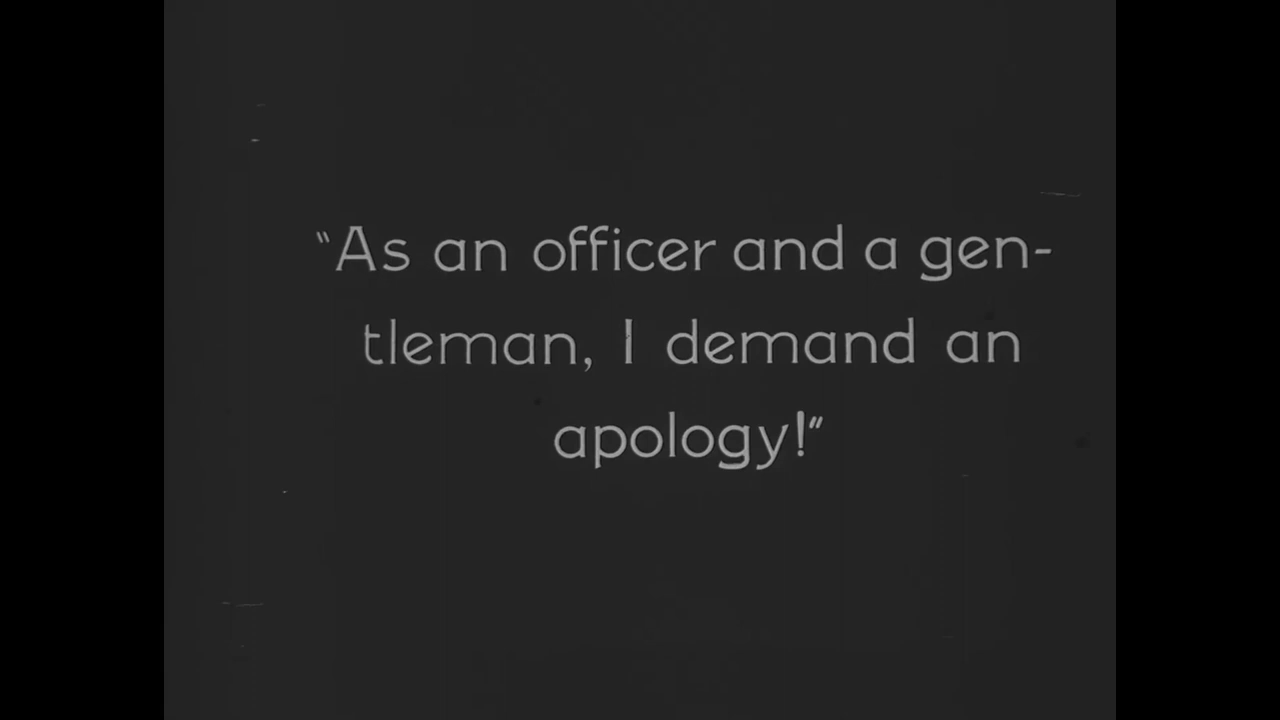 "As an officer and a gen-
tleman, I demand an
apology!"